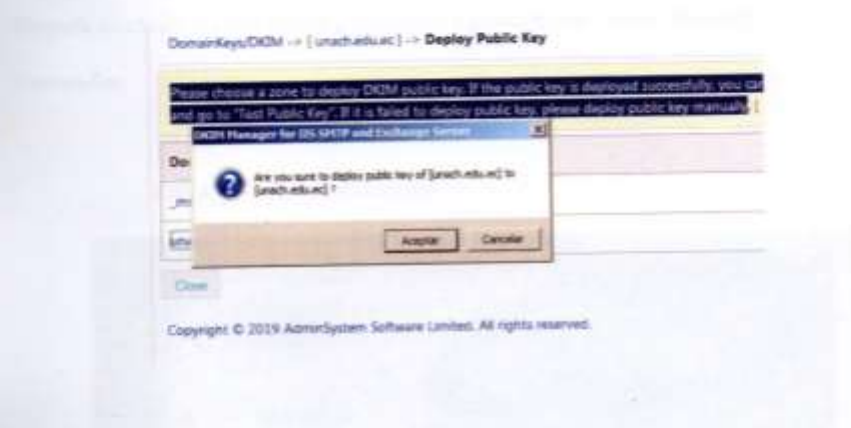 DomainKeys/DKIM -> [ unach.edu.ec ] -> Deploy Public Key
Please choose a zone to deploy DKIM public key. If the public key is deployed successfully, you can
and go to "Test Public Key". If it is failed to deploy public key, please deploy public key manually. [
DKIM Manager for IIS SMTP and Exchange Server
Are you sure to deploy public key of [unach.edu.ec] to
[unach.edu.ec] ?
Aceptar Cancelar
Close
Copyright © 2019 AdminSystem Software Limited. All rights reserved.